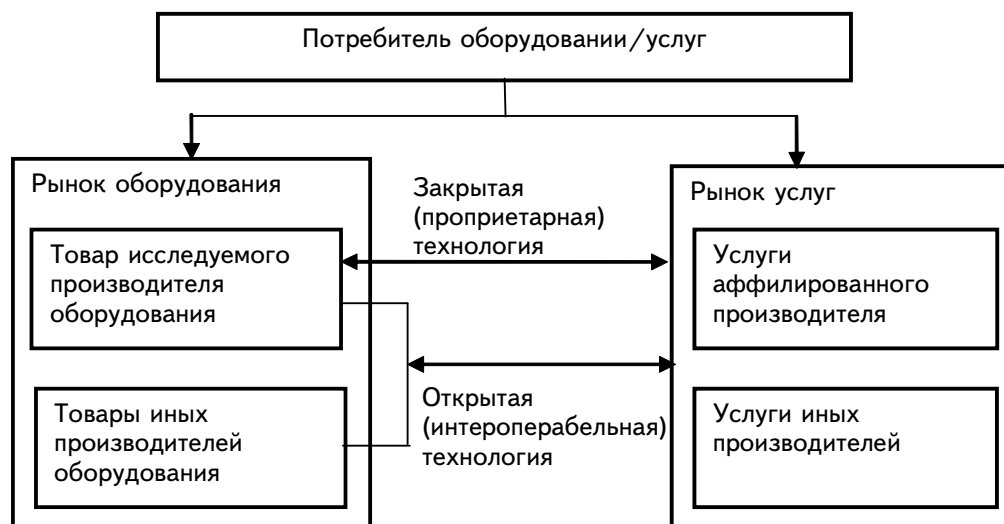 Потребитель оборудовании/услуг
Рынок оборудования
Товар исследуемого
производителя
оборудования
Товары иных
производителей
оборудования
Закрытая
(проприетарная)
технология
Открытая
(интероперабельная)
технология
Рынок услуг
Услуги
аффилированного
производителя
Услуги иных
производителей